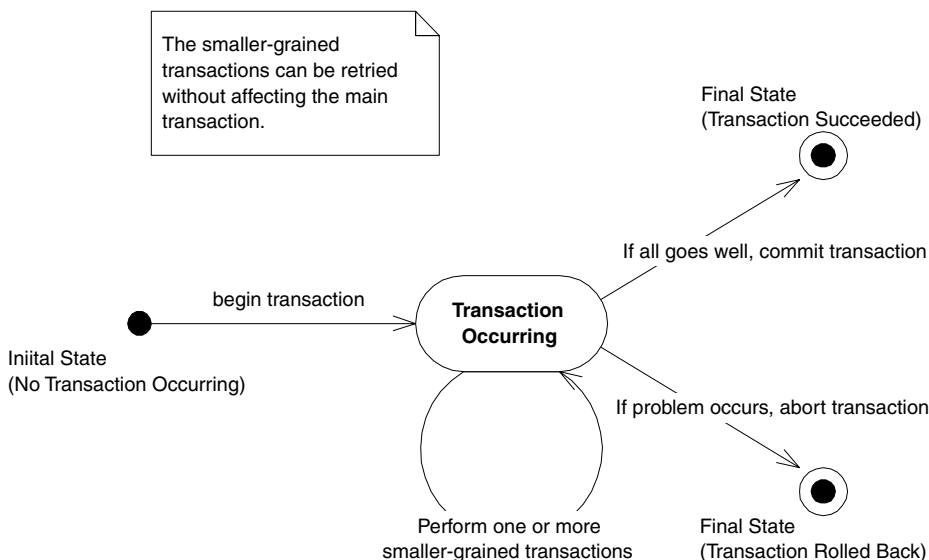 The smaller-grained
transactions can be retried
without affecting the main
transaction.
Final State
(Transaction Succeeded)
If all goes well, commit transaction
begin transaction
Transaction
Occurring
Iniital State
(No Transaction Occurring)
If problem occurs, abort transaction
Perform one or more
smaller-grained transactions
Final State
(Transaction Rolled Back)